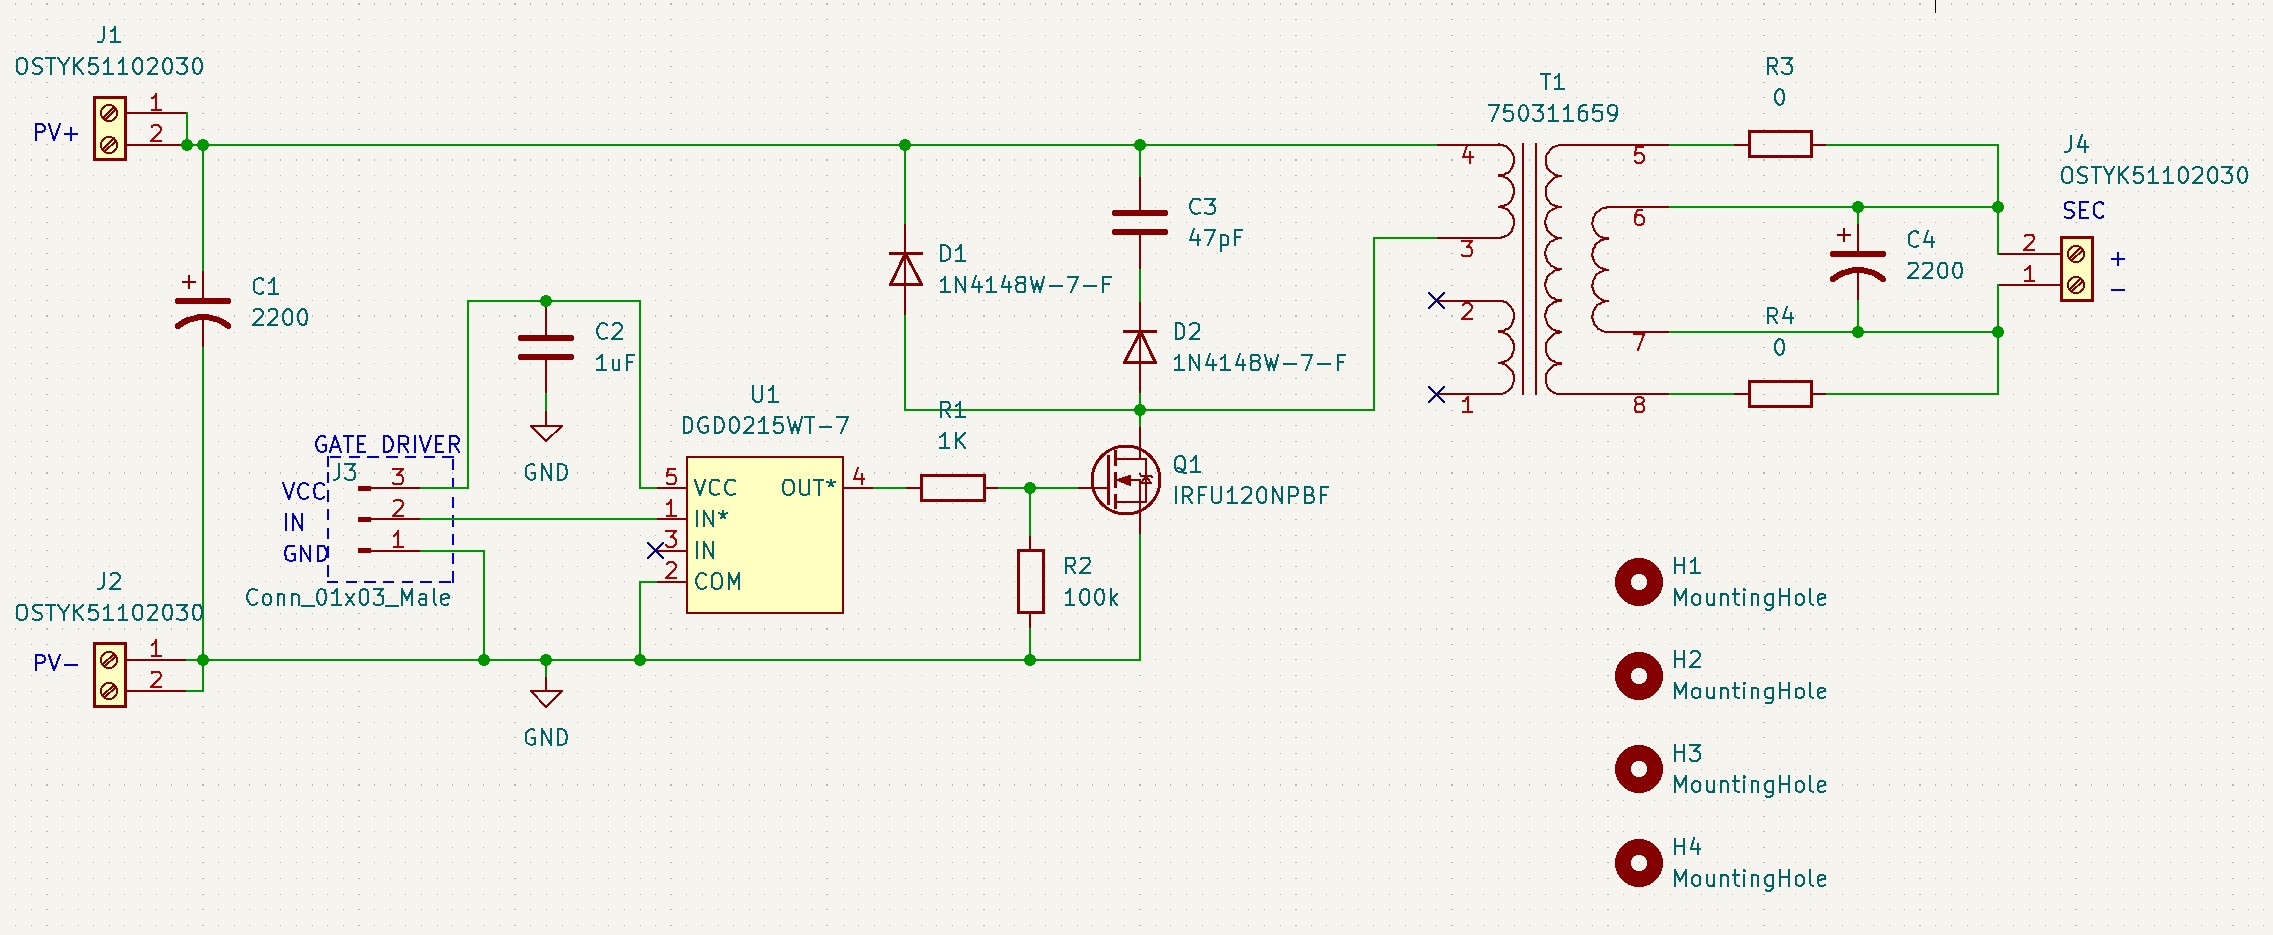 J1
OSTYK51102030
PV+
1
2
C1
2200
J2
OSTYK51102030
PV-
1
2
GATE_DRIVER
J3
VCC
IN
GND
3
2
1
Conn_01x03_Male
C2
1uF
GND
GND
U1
DGD0215WT-7
5
1
3
2
VCC
IN*
IN
COM
OUT*
4
R1
1K
R2
100k
D1
1N4148W-7-F
C3
47pF
D2
1N4148W-7-F
Q1
IRFU120NPBF
T1
750311659
4
3
2
1
5
6
7
8
R3
0
R4
0
C4
2200
J4
OSTYK51102030
SEC
2
1
+
-
H1
MountingHole
H2
MountingHole
H3
MountingHole
H4
MountingHole